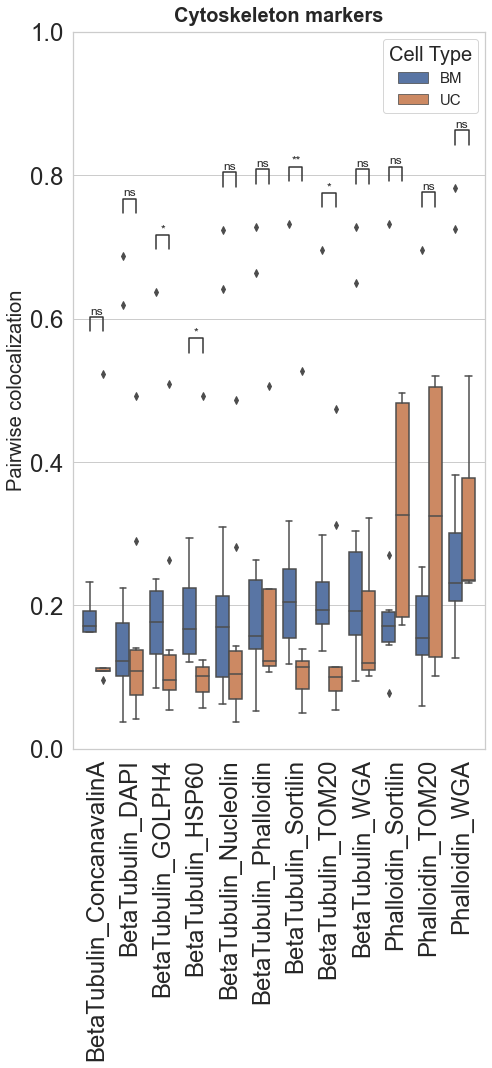 Cytoskeleton markers
Cell Type
BM
UC
Pairwise colocalization
1.0
0.8
0.6
0.4
0.2
0.0
ns
ns
*
*
ns
ns
**
*
ns
ns
ns
ns
BetaTubulin_ConcanavalinA
BetaTubulin_DAPI
BetaTubulin_GOLPH4
BetaTubulin_HSP60
BetaTubulin_Nucleolin
BetaTubulin_Phalloidin
BetaTubulin_Sortilin
BetaTubulin_TOM20
BetaTubulin_WGA
Phalloidin_Sortilin
Phalloidin_TOM20
Phalloidin_WGA